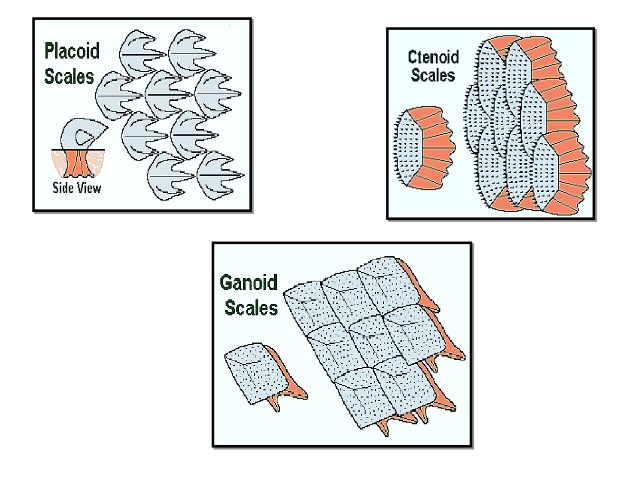 Placoid
Scales
Side View
Ctenoid
Scales
Ganoid
Scales